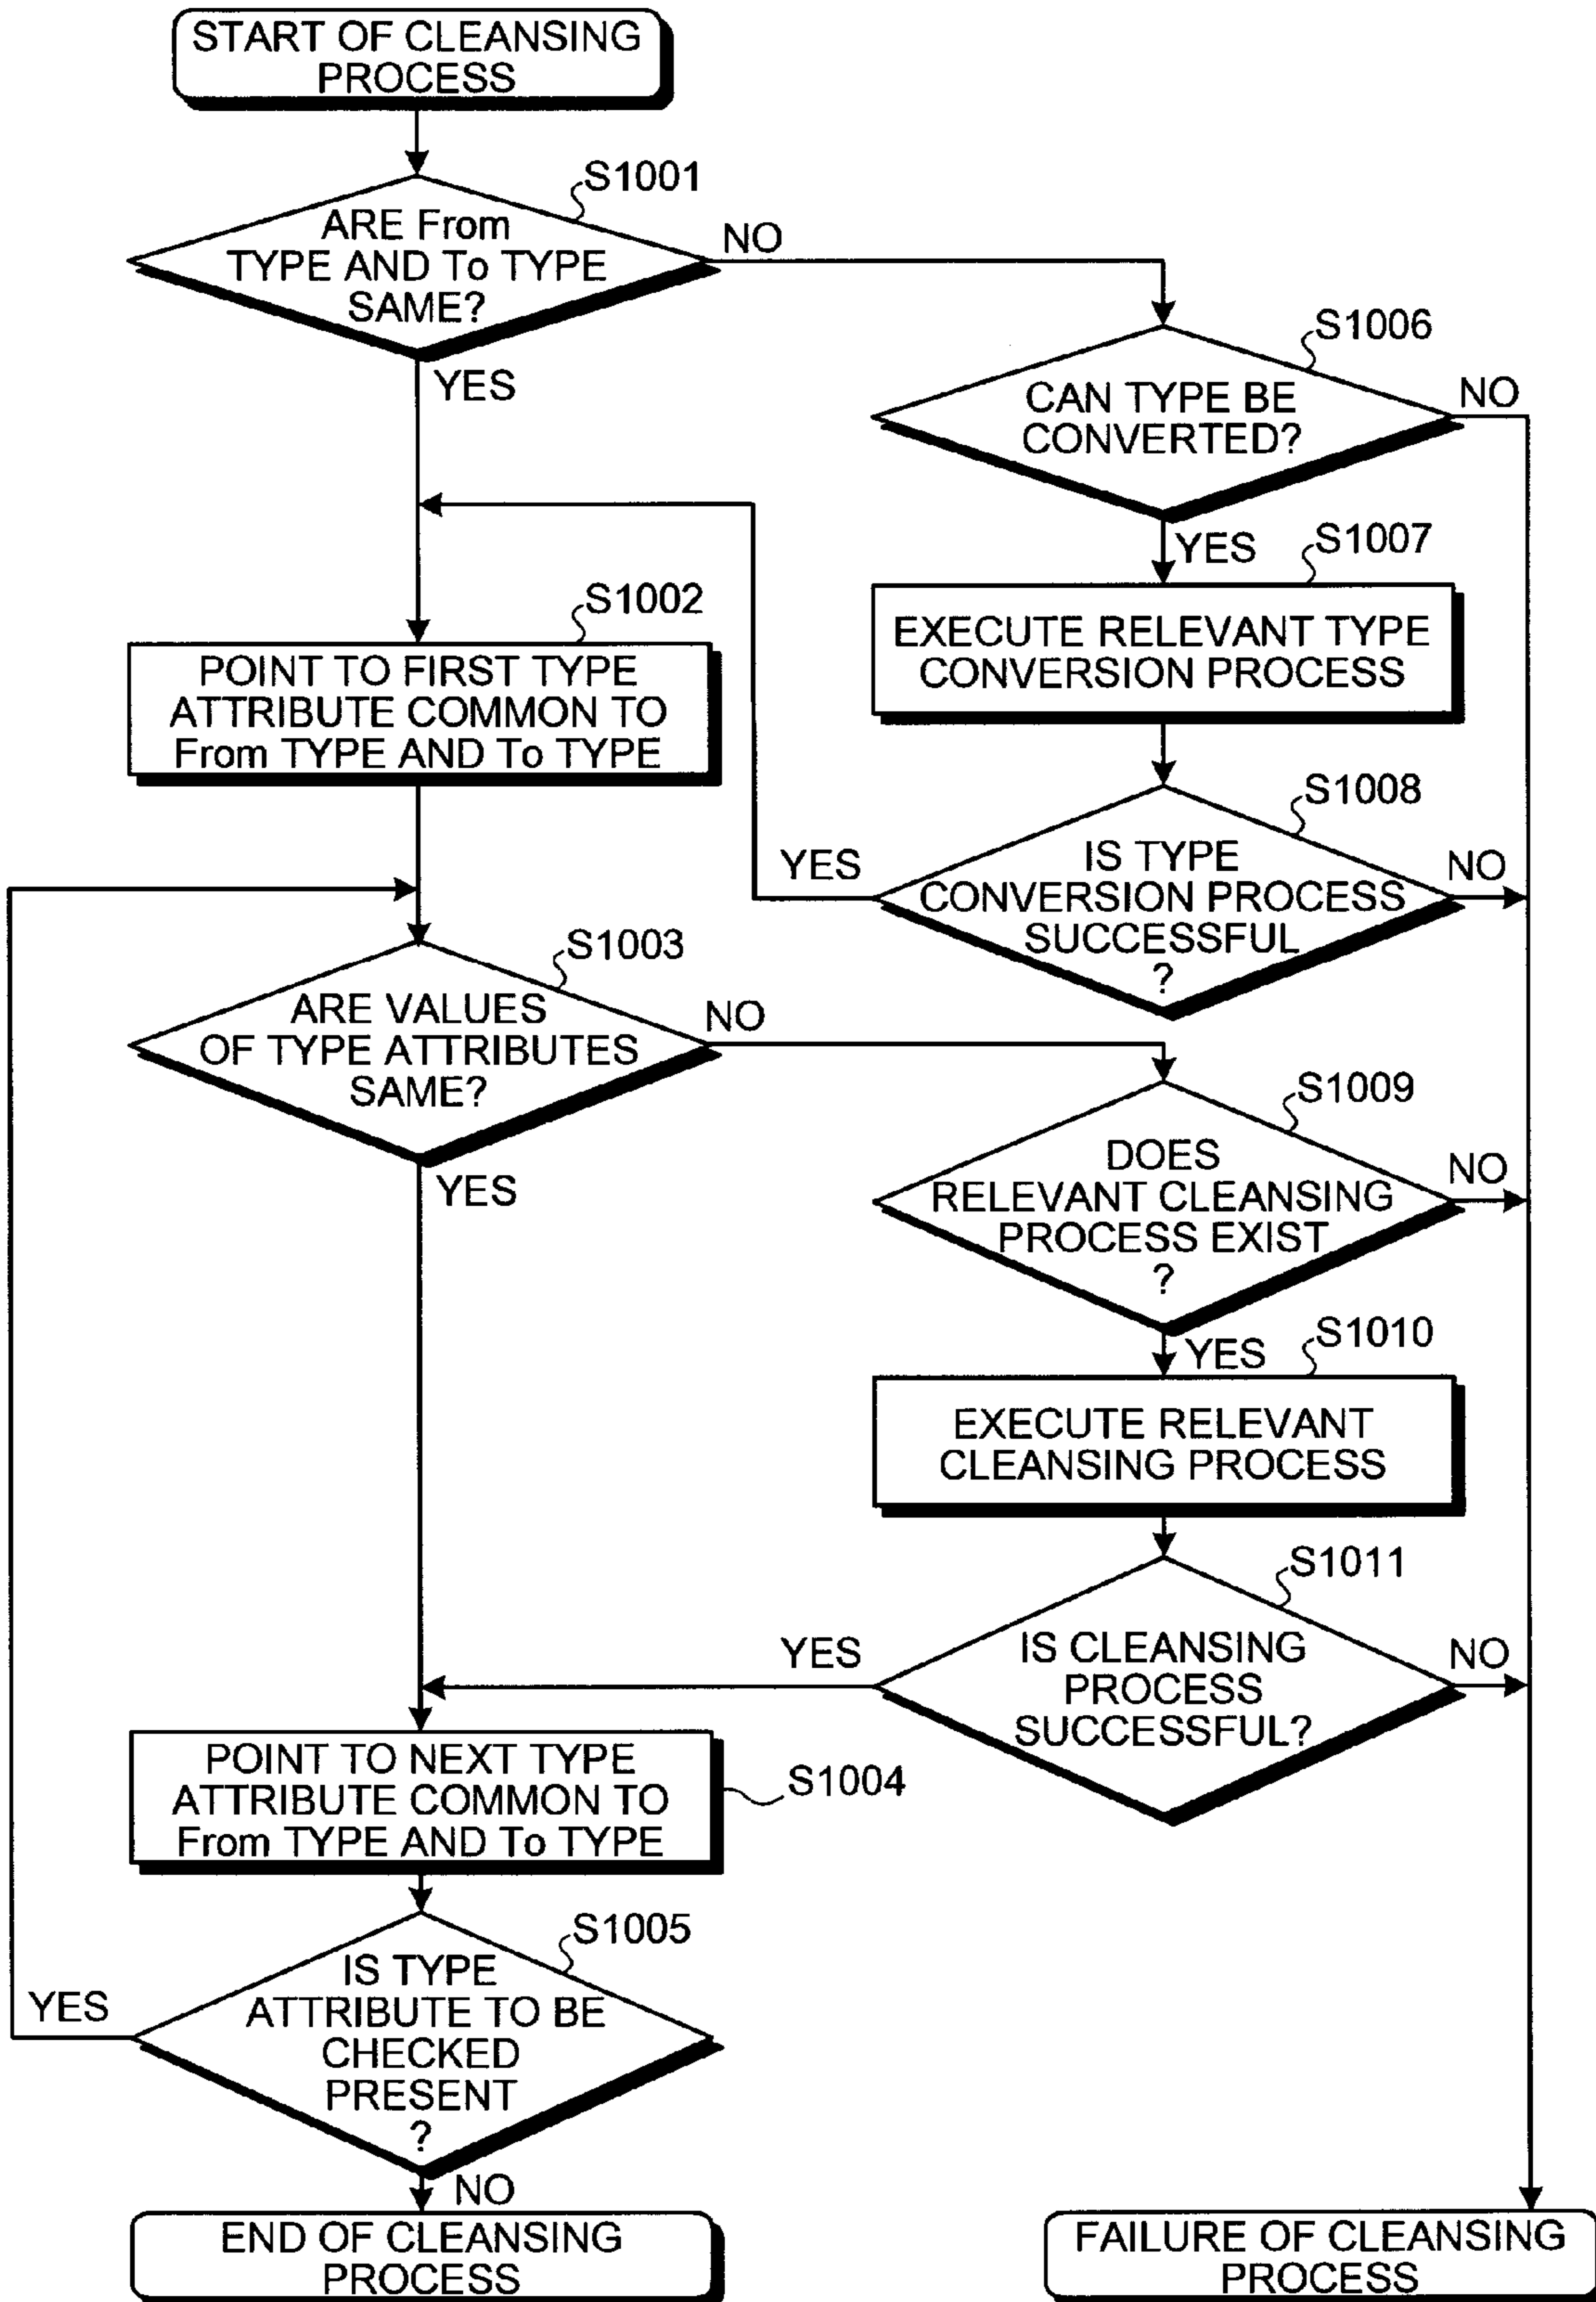 START OF CLEANSING
PROCESS
S1001
ARE From
TYPE AND To TYPE
SAME?
NO
YES
S1006
CAN TYPE BE
CONVERTED?
NO
YES
S1007
EXECUTE RELEVANT TYPE
CONVERSION PROCESS
S1002
POINT TO FIRST TYPE
ATTRIBUTE COMMON TO
From TYPE AND To TYPE
S1008
IS TYPE
CONVERSION PROCESS
SUCCESSFUL
?
YES
NO
S1003
ARE VALUES
OF TYPE ATTRIBUTES
SAME?
NO
YES
S1009
DOES
RELEVANT CLEANSING
PROCESS EXIST
?
NO
YES
S1010
EXECUTE RELEVANT
CLEANSING PROCESS
S1011
IS CLEANSING
PROCESS
SUCCESSFUL?
YES
NO
POINT TO NEXT TYPE
ATTRIBUTE COMMON TO
From TYPE AND To TYPE
S1004
S1005
IS TYPE
ATTRIBUTE TO BE
CHECKED
PRESENT
?
YES
NO
END OF CLEANSING
PROCESS
FAILURE OF CLEANSING
PROCESS